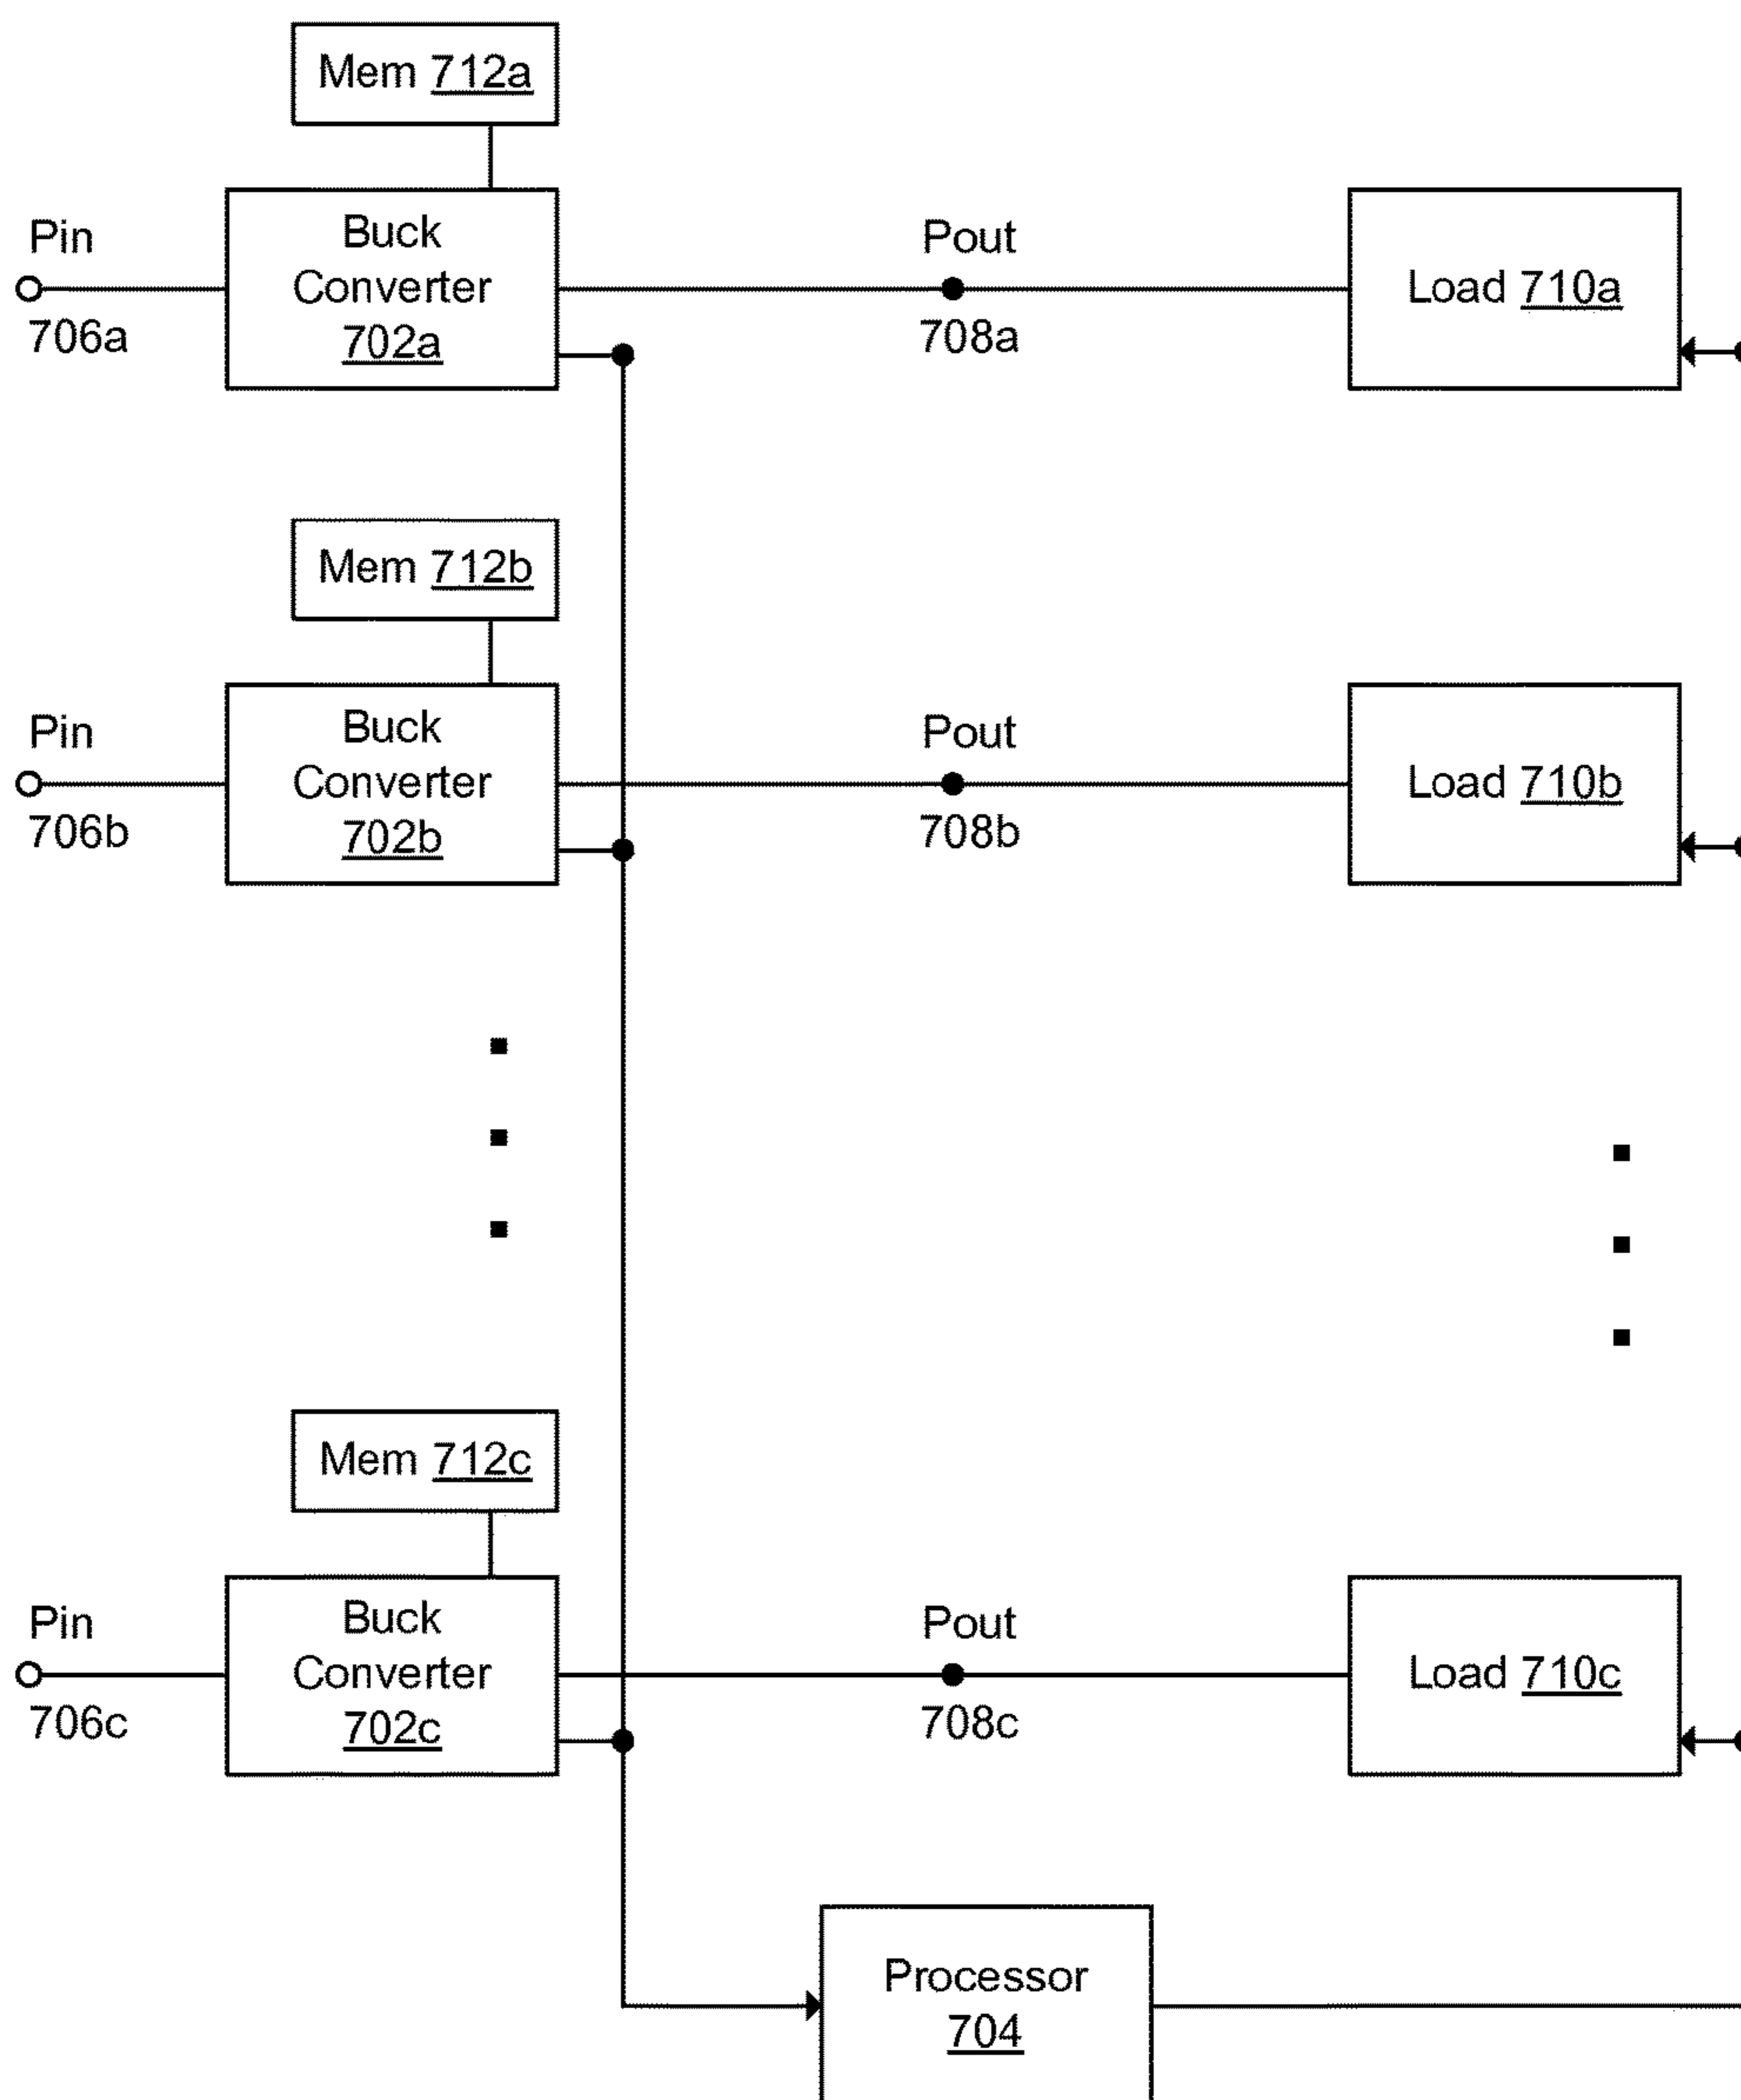 Mem 712a
Pin
706a
Buck
Converter
702a
Pout
708a
Load 710a
Mem 712b
Pin
706b
Buck
Converter
702b
Pout
708b
Load 710b
Mem 712c
Pin
706c
Buck
Converter
702c
Pout
708c
Load 710c
Processor
704